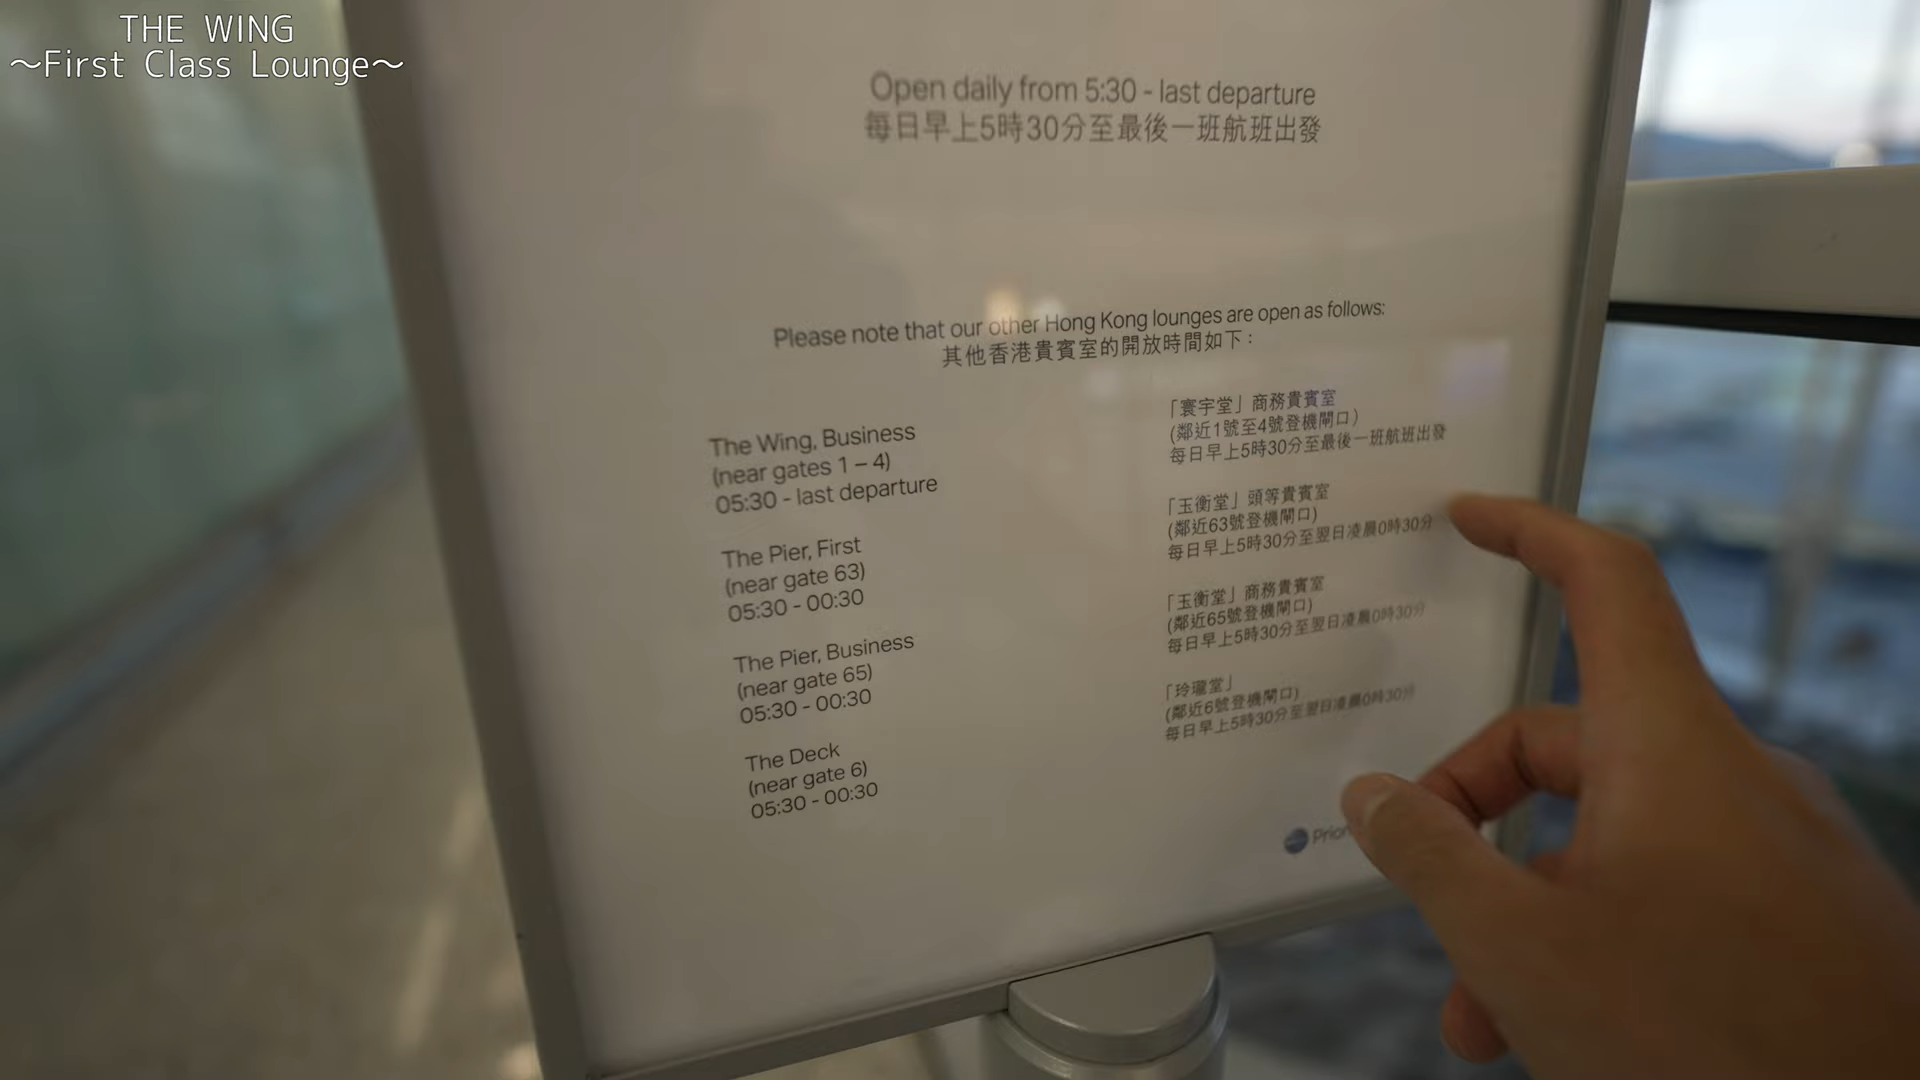 THE WING
～First Class Lounge～
Open daily from 5:30 - last departure
每日早上5時30分至最後一班航班出發
Please note that our other Hong Kong lounges are open as follows:
其他香港貴賓室的開放時間如下：
The Wing, Business
(near gates 1 – 4)
05:30 - last departure
The Pier, First
(near gate 63)
05:30 - 00:30
The Pier, Business
(near gate 65)
05:30 - 00:30
The Deck
(near gate 6)
05:30 - 00:30
「寰宇堂」商務貴賓室
(鄰近1號至4號登機閘口)
每日早上5時30分至最後一班航班出發
「玉衡堂」頭等貴賓室
(鄰近63號登機閘口)
每日早上5時30分至翌日凌晨0時30分
「玉衡堂」商務貴賓室
(鄰近65號登機閘口)
每日早上5時30分至翌日凌晨0時30分
「玲瓏堂」
(鄰近6號登機閘口)
每日早上5時30分至翌日凌晨0時30分